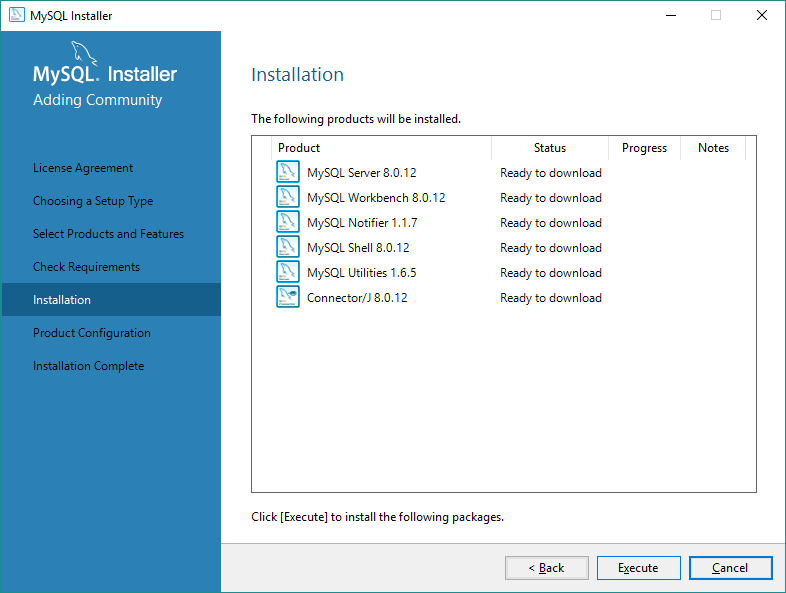 MySQL Installer
MySQL. Installer
Adding Community
License Agreement
Choosing a Setup Type
Select Products and Features
Check Requirements
Installation
Product Configuration
Installation Complete
Installation
The following products will be installed.
Product Status Progress Notes
MySQL Server 8.0.12 Ready to download
MySQL Workbench 8.0.12 Ready to download
MySQL Notifier 1.1.7 Ready to download
MySQL Shell 8.0.12 Ready to download
MySQL Utilities 1.6.5 Ready to download
Connector/J 8.0.12 Ready to download
Click [Execute] to install the following packages.
< Back Execute Cancel